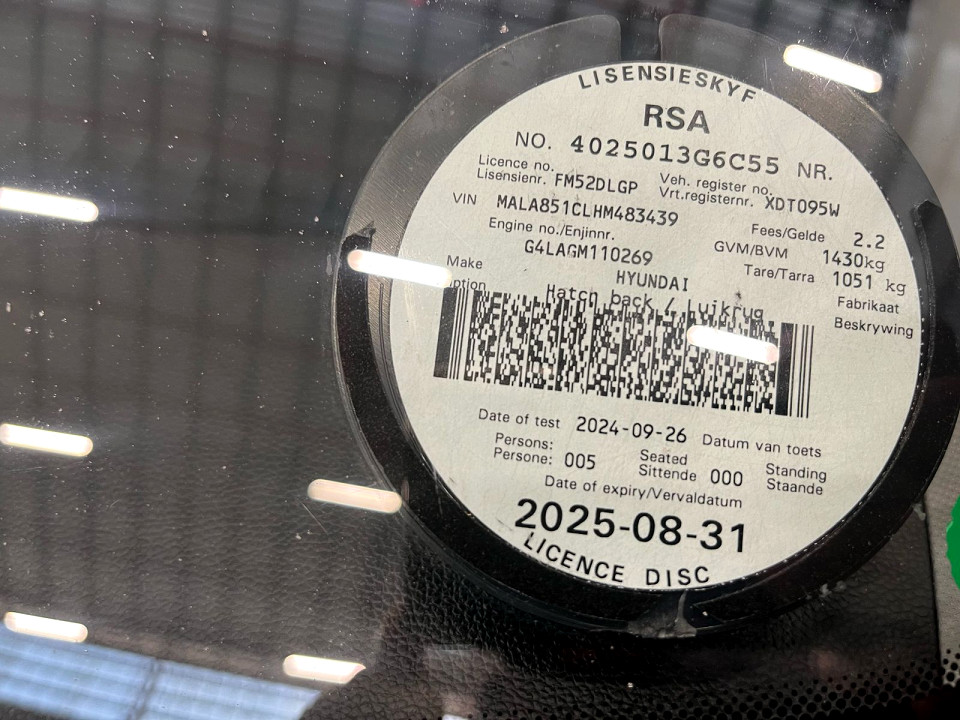 LISENSIESKYF
RSA
NO. 4025013G6C55 NR.
Licence no. Veh. register no.
Lisensienr. FM52DLGP Vrt.registernr. XDT095W
VIN MALA851CLHM483439 Fees/Gelde 2.2
Engine no./Enjinnr. GVM/BVM 1430kg
G4LAGM110269 Tare/Tarra 1051 kg
Make HYUNDAI Fabrikaat
Hatch back / Luikrug Beskrywing
Date of test 2024-09-26 Datum van toets
Persons: Seated Standing
Persone: 005 Sittende 000 Staande
Date of expiry/Vervaldatum
2025-08-31
LICENCE DISC